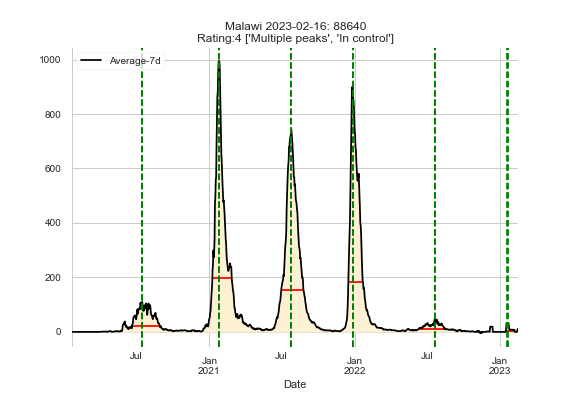 Malawi 2023-02-16: 88640
Rating:4 ['Multiple peaks', 'In control']
Average-7d
1000
800
600
400
200
0
Jul
Jan
2021
Jul
Jan
2022
Jul
Jan
2023
Date